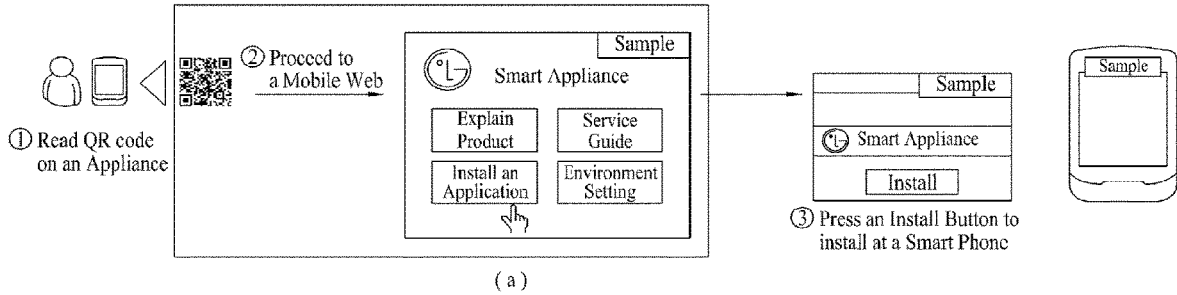 ① Read QR code
on an Appliance
② Proceed to
a Mobile Web
Sample
Smart Appliance
Explain
Product
Service
Guide
Install an
Application
Environment
Setting
Sample
Smart Appliance
Install
③ Press an Install Button to
install at a Smart Phone
Sample
( a )